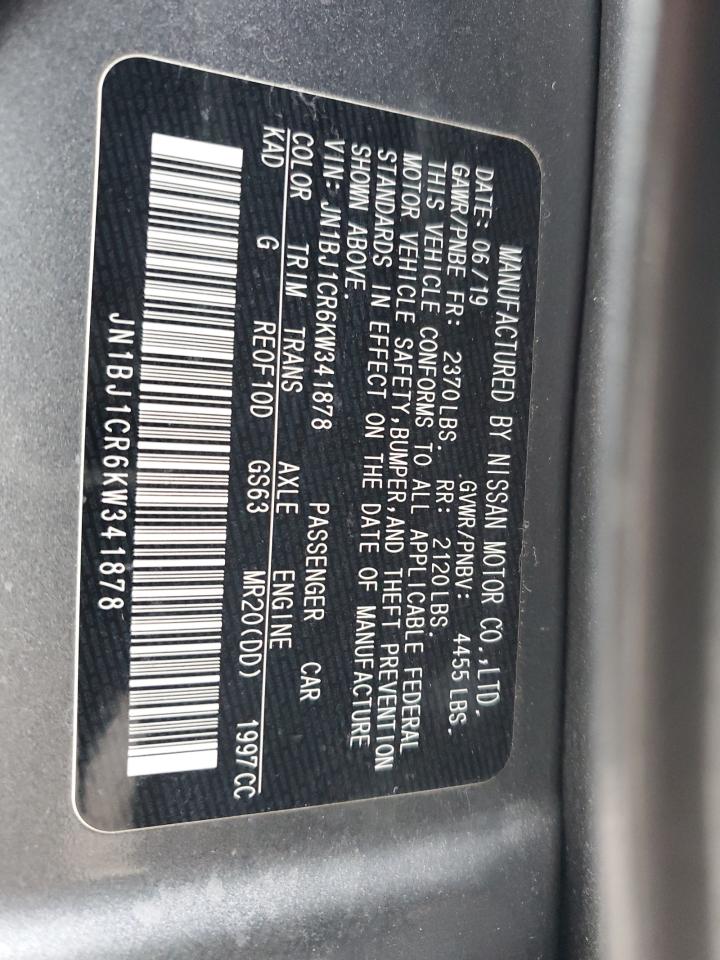 MANUFACTURED BY NISSAN MOTOR CO.,LTD.
DATE: 06/19 GVWR/PNBV: 4455 LBS.
GAWR/PNBE FR: 2370LBS. RR: 2120LBS.
THIS VEHICLE CONFORMS TO ALL APPLICABLE FEDERAL
MOTOR VEHICLE SAFETY,BUMPER,AND THEFT PREVENTION
STANDARDS IN EFFECT ON THE DATE OF MANUFACTURE
SHOWN ABOVE.
VIN: JN1BJ1CR6KW341878 PASSENGER CAR
COLOR TRIM TRANS AXLE ENGINE
KAD G RE0F10D GS63 MR20(DD) 1997CC
JN1BJ1CR6KW341878